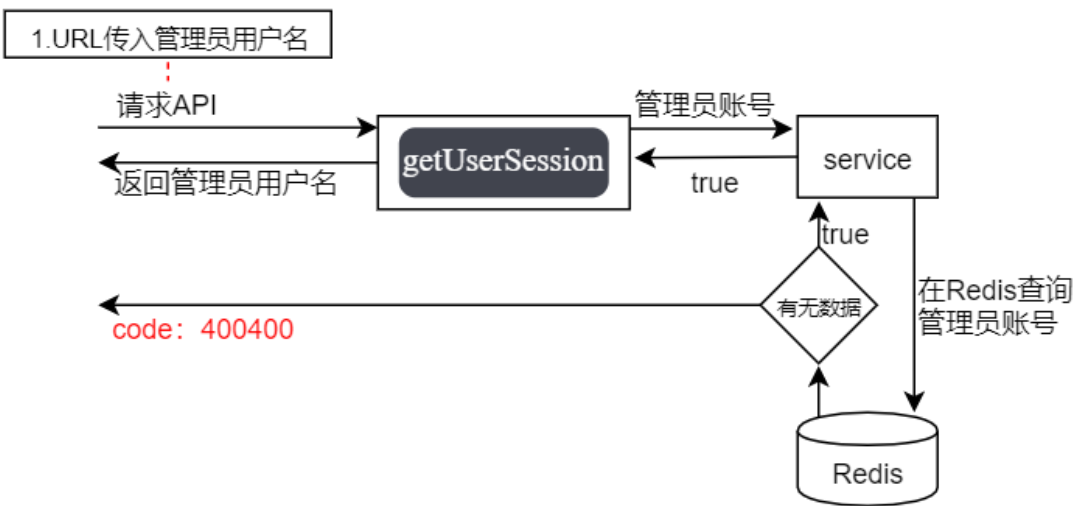 1.URL传入管理员用户名
请求API
管理员账号
getUserSession
service
返回管理员用户名
true
true
有无数据
在Redis查询
管理员账号
code：400400
Redis